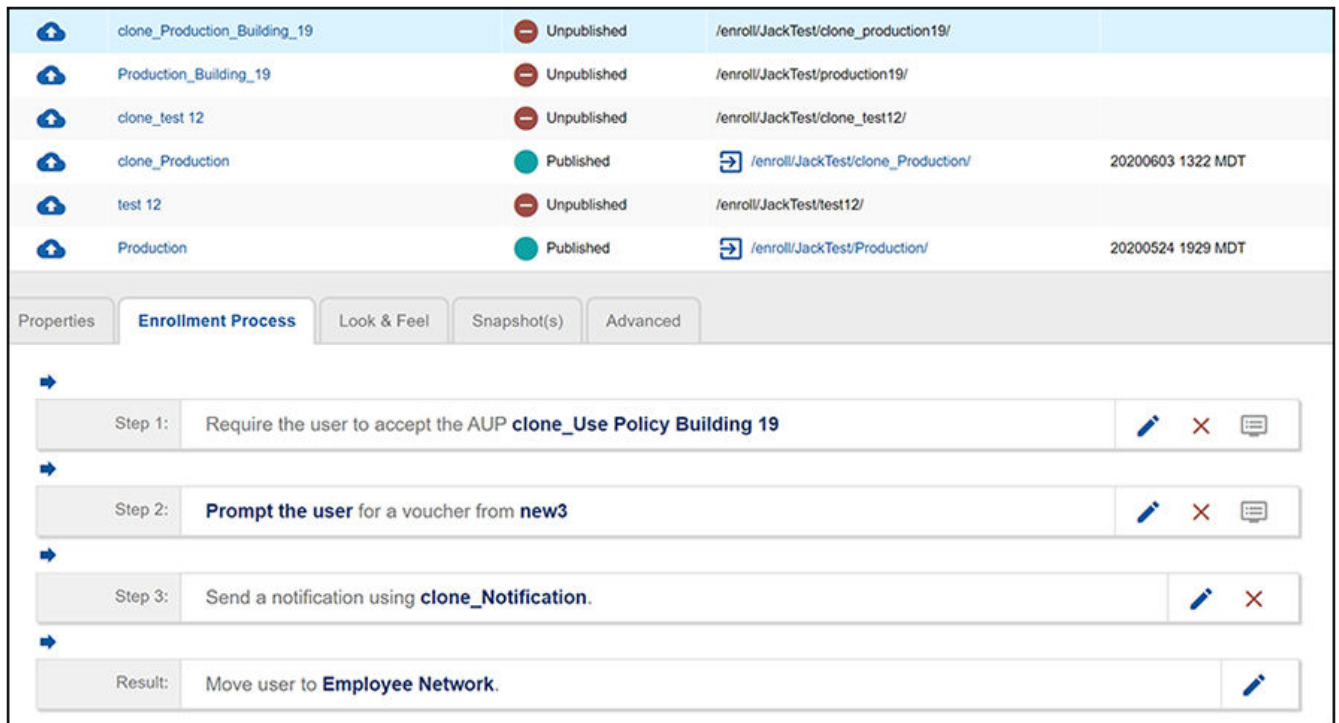 clone_Production_Building_19 Unpublished /enroll/JackTest/clone_production19/
Production_Building_19 Unpublished /enroll/JackTest/production19/
clone_test 12 Unpublished /enroll/JackTest/clone_test12/
clone_Production Published /enroll/JackTest/clone_Production/ 20200603 1322 MDT
test 12 Unpublished /enroll/JackTest/test12/
Production Published /enroll/JackTest/Production/ 20200524 1929 MDT
Properties Enrollment Process Look & Feel Snapshot(s) Advanced
Step 1: Require the user to accept the AUP clone_Use Policy Building 19
Step 2: Prompt the user for a voucher from new3
Step 3: Send a notification using clone_Notification.
Result: Move user to Employee Network.